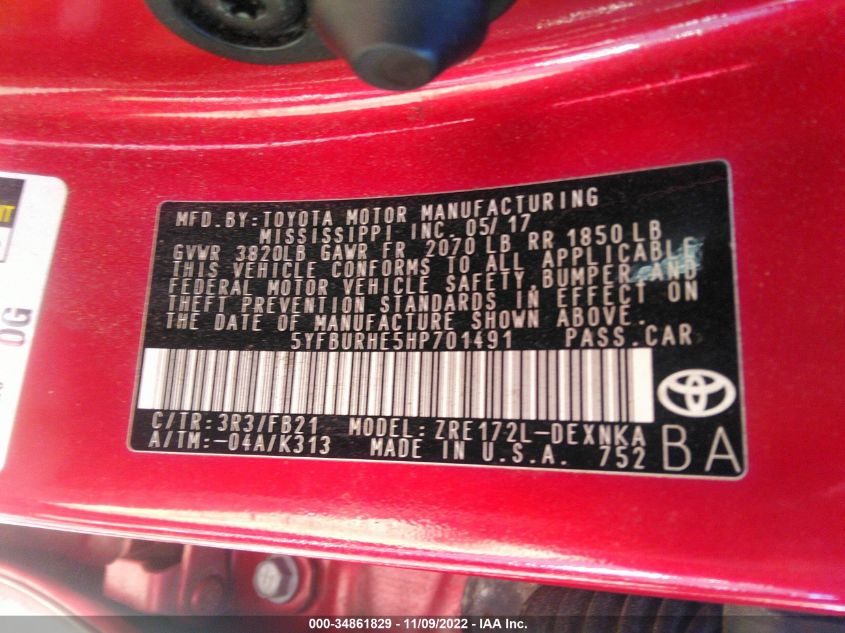 MFD. BY: TOYOTA MOTOR MANUFACTURING
MISSISSIPPI INC. 05/17
GVWR 3820LB GAWR FR 2070 LB RR 1850 LB
THIS VEHICLE CONFORMS TO ALL APPLICABLE
FEDERAL MOTOR VEHICLE SAFETY, BUMPER AND
THEFT PREVENTION STANDARDS IN EFFECT ON
THE DATE OF MANUFACTURE SHOWN ABOVE.
5YFBURHE5HP701491 PASS. CAR
C/TR: 3R3/FB21 MODEL: ZRE172L-DEXNKA
A/TM: -04A/K313 MADE IN U.S.A. 752
BA
OG
000-34861829 - 11/09/2022 - IAA Inc.